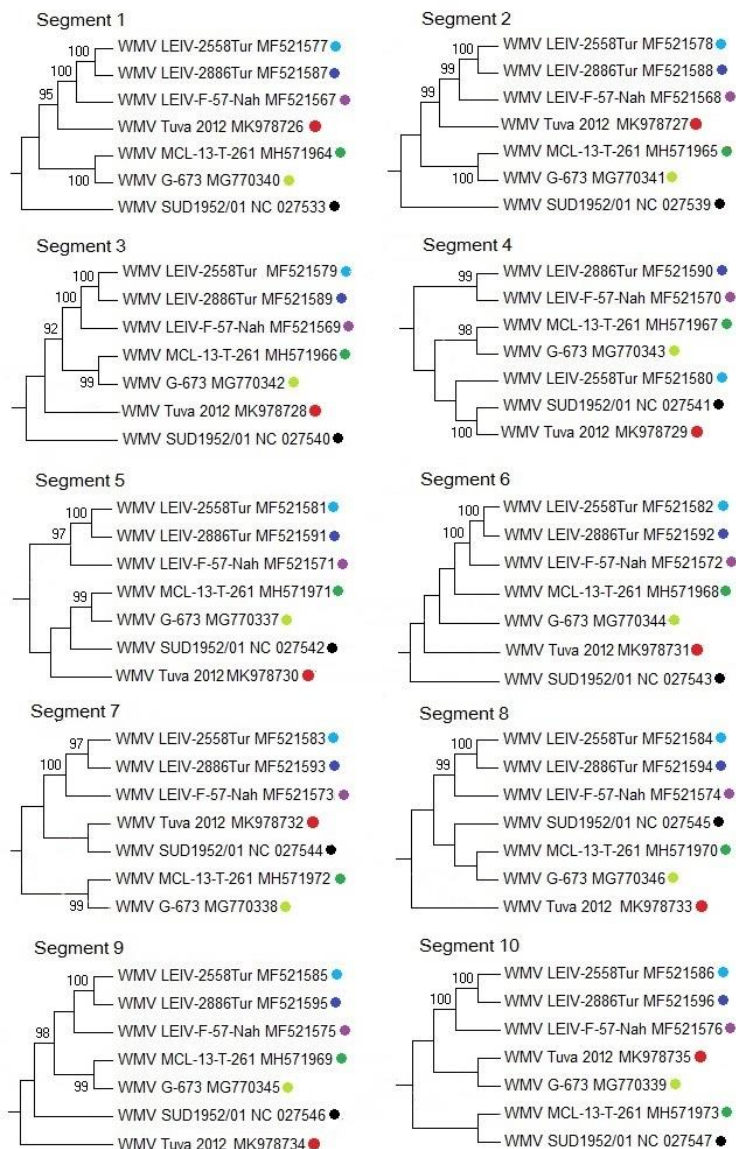 Segment 1
100
WMV LEIV-2558Tur MF521577
100
WMV LEIV-2886Tur MF521587
95
WMV LEIV-F-57-Nah MF521567
WMV Tuva 2012 MK978726
WMV MCL-13-T-261 MH571964
100
WMV G-673 MG770340
WMV SUD1952/01 NC 027533
Segment 2
100
WMV LEIV-2558Tur MF521578
99
WMV LEIV-2886Tur MF521588
99
WMV LEIV-F-57-Nah MF521568
WMV Tuva 2012 MK978727
WMV MCL-13-T-261 MH571965
100
WMV G-673 MG770341
WMV SUD1952/01 NC 027539
Segment 3
100
WMV LEIV-2558Tur MF521579
100
WMV LEIV-2886Tur MF521589
92
WMV LEIV-F-57-Nah MF521569
WMV MCL-13-T-261 MH571966
99
WMV G-673 MG770342
WMV Tuva 2012 MK978728
WMV SUD1952/01 NC 027540
Segment 4
99
WMV LEIV-2886Tur MF521590
WMV LEIV-F-57-Nah MF521570
98
WMV MCL-13-T-261 MH571967
WMV G-673 MG770343
WMV LEIV-2558Tur MF521580
WMV SUD1952/01 NC 027541
100
WMV Tuva 2012 MK978729
Segment 5
100
WMV LEIV-2558Tur MF521581
97
WMV LEIV-2886Tur MF521591
WMV LEIV-F-57-Nah MF521571
99
WMV MCL-13-T-261 MH571971
WMV G-673 MG770337
WMV SUD1952/01 NC 027542
WMV Tuva 2012 MK978730
Segment 6
100
WMV LEIV-2558Tur MF521582
100
WMV LEIV-2886Tur MF521592
WMV LEIV-F-57-Nah MF521572
WMV MCL-13-T-261 MH571968
WMV G-673 MG770344
WMV Tuva 2012 MK978731
WMV SUD1952/01 NC 027543
Segment 7
97
WMV LEIV-2558Tur MF521583
100
WMV LEIV-2886Tur MF521593
WMV LEIV-F-57-Nah MF521573
WMV Tuva 2012 MK978732
WMV SUD1952/01 NC 027544
WMV MCL-13-T-261 MH571972
99
WMV G-673 MG770338
Segment 8
100
WMV LEIV-2558Tur MF521584
99
WMV LEIV-2886Tur MF521594
WMV LEIV-F-57-Nah MF521574
WMV SUD1952/01 NC 027545
WMV MCL-13-T-261 MH571970
WMV G-673 MG770346
WMV Tuva 2012 MK978733
Segment 9
100
WMV LEIV-2558Tur MF521585
WMV LEIV-2886Tur MF521595
98
WMV LEIV-F-57-Nah MF521575
WMV MCL-13-T-261 MH571969
99
WMV G-673 MG770345
WMV SUD1952/01 NC 027546
WMV Tuva 2012 MK978734
Segment 10
100
WMV LEIV-2558Tur MF521586
100
WMV LEIV-2886Tur MF521596
WMV LEIV-F-57-Nah MF521576
WMV Tuva 2012 MK978735
WMV G-673 MG770339
WMV MCL-13-T-261 MH571973
WMV SUD1952/01 NC 027547